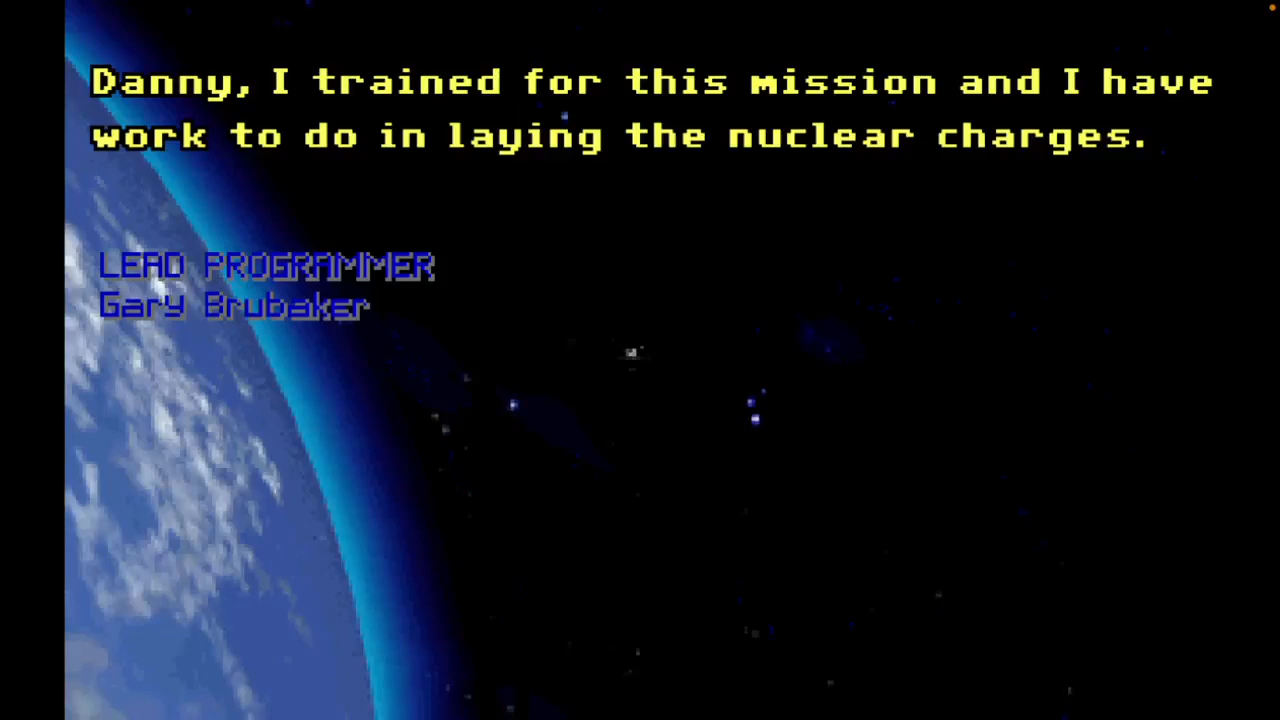 Danny, I trained for this mission and I have
work to do in laying the nuclear charges.
LEAD PROGRAMMER
Gary Brubaker